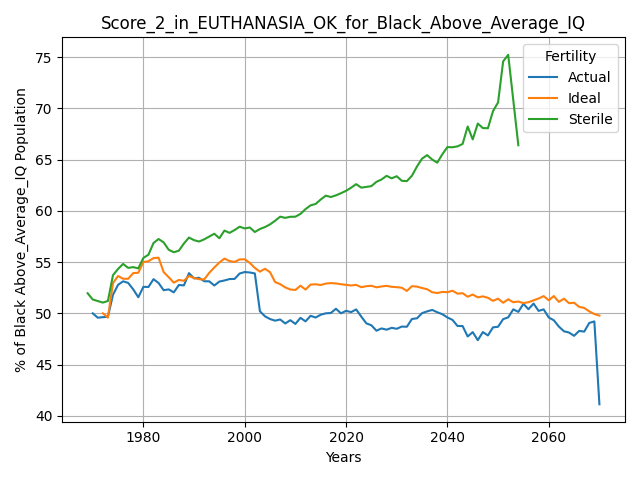 Score_2_in_EUTHANASIA_OK_for_Black_Above_Average_IQ
% of Black Above_Average_IQ Population
75
70
65
60
55
50
45
40
Fertility
Actual
Ideal
Sterile
1980
2000
2020
2040
2060
Years